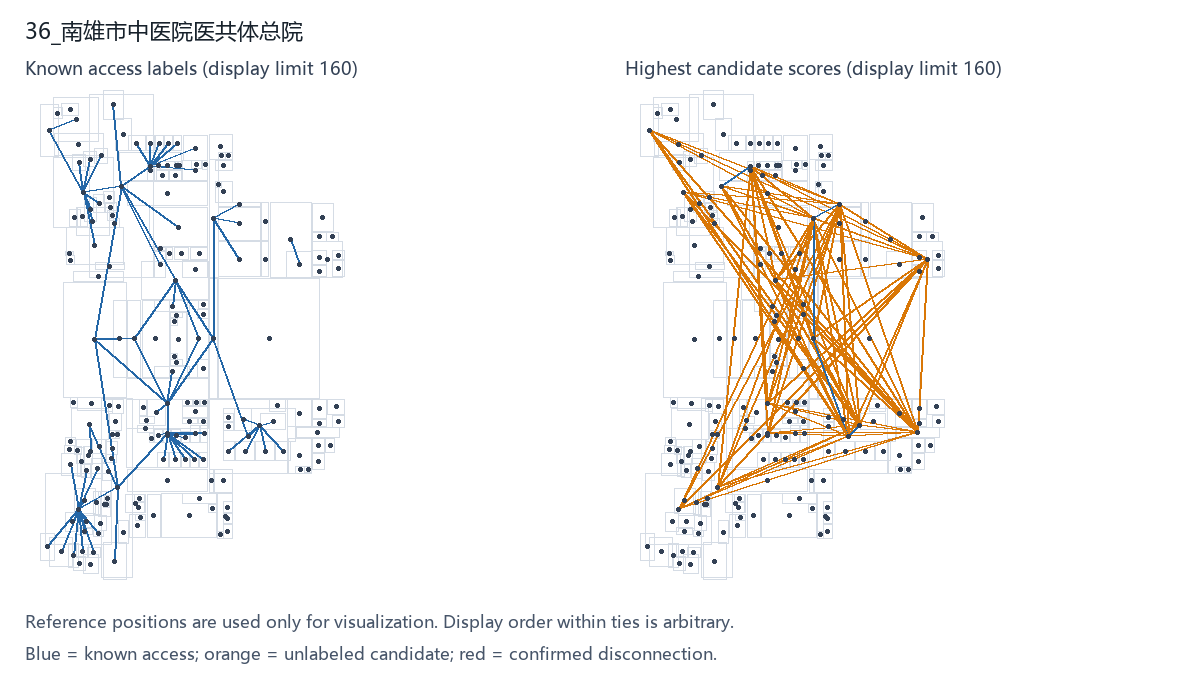 36_南雄市中医院医共体总院
Known access labels (display limit 160)
Highest candidate scores (display limit 160)
Reference positions are used only for visualization. Display order within ties is arbitrary.
Blue = known access; orange = unlabeled candidate; red = confirmed disconnection.